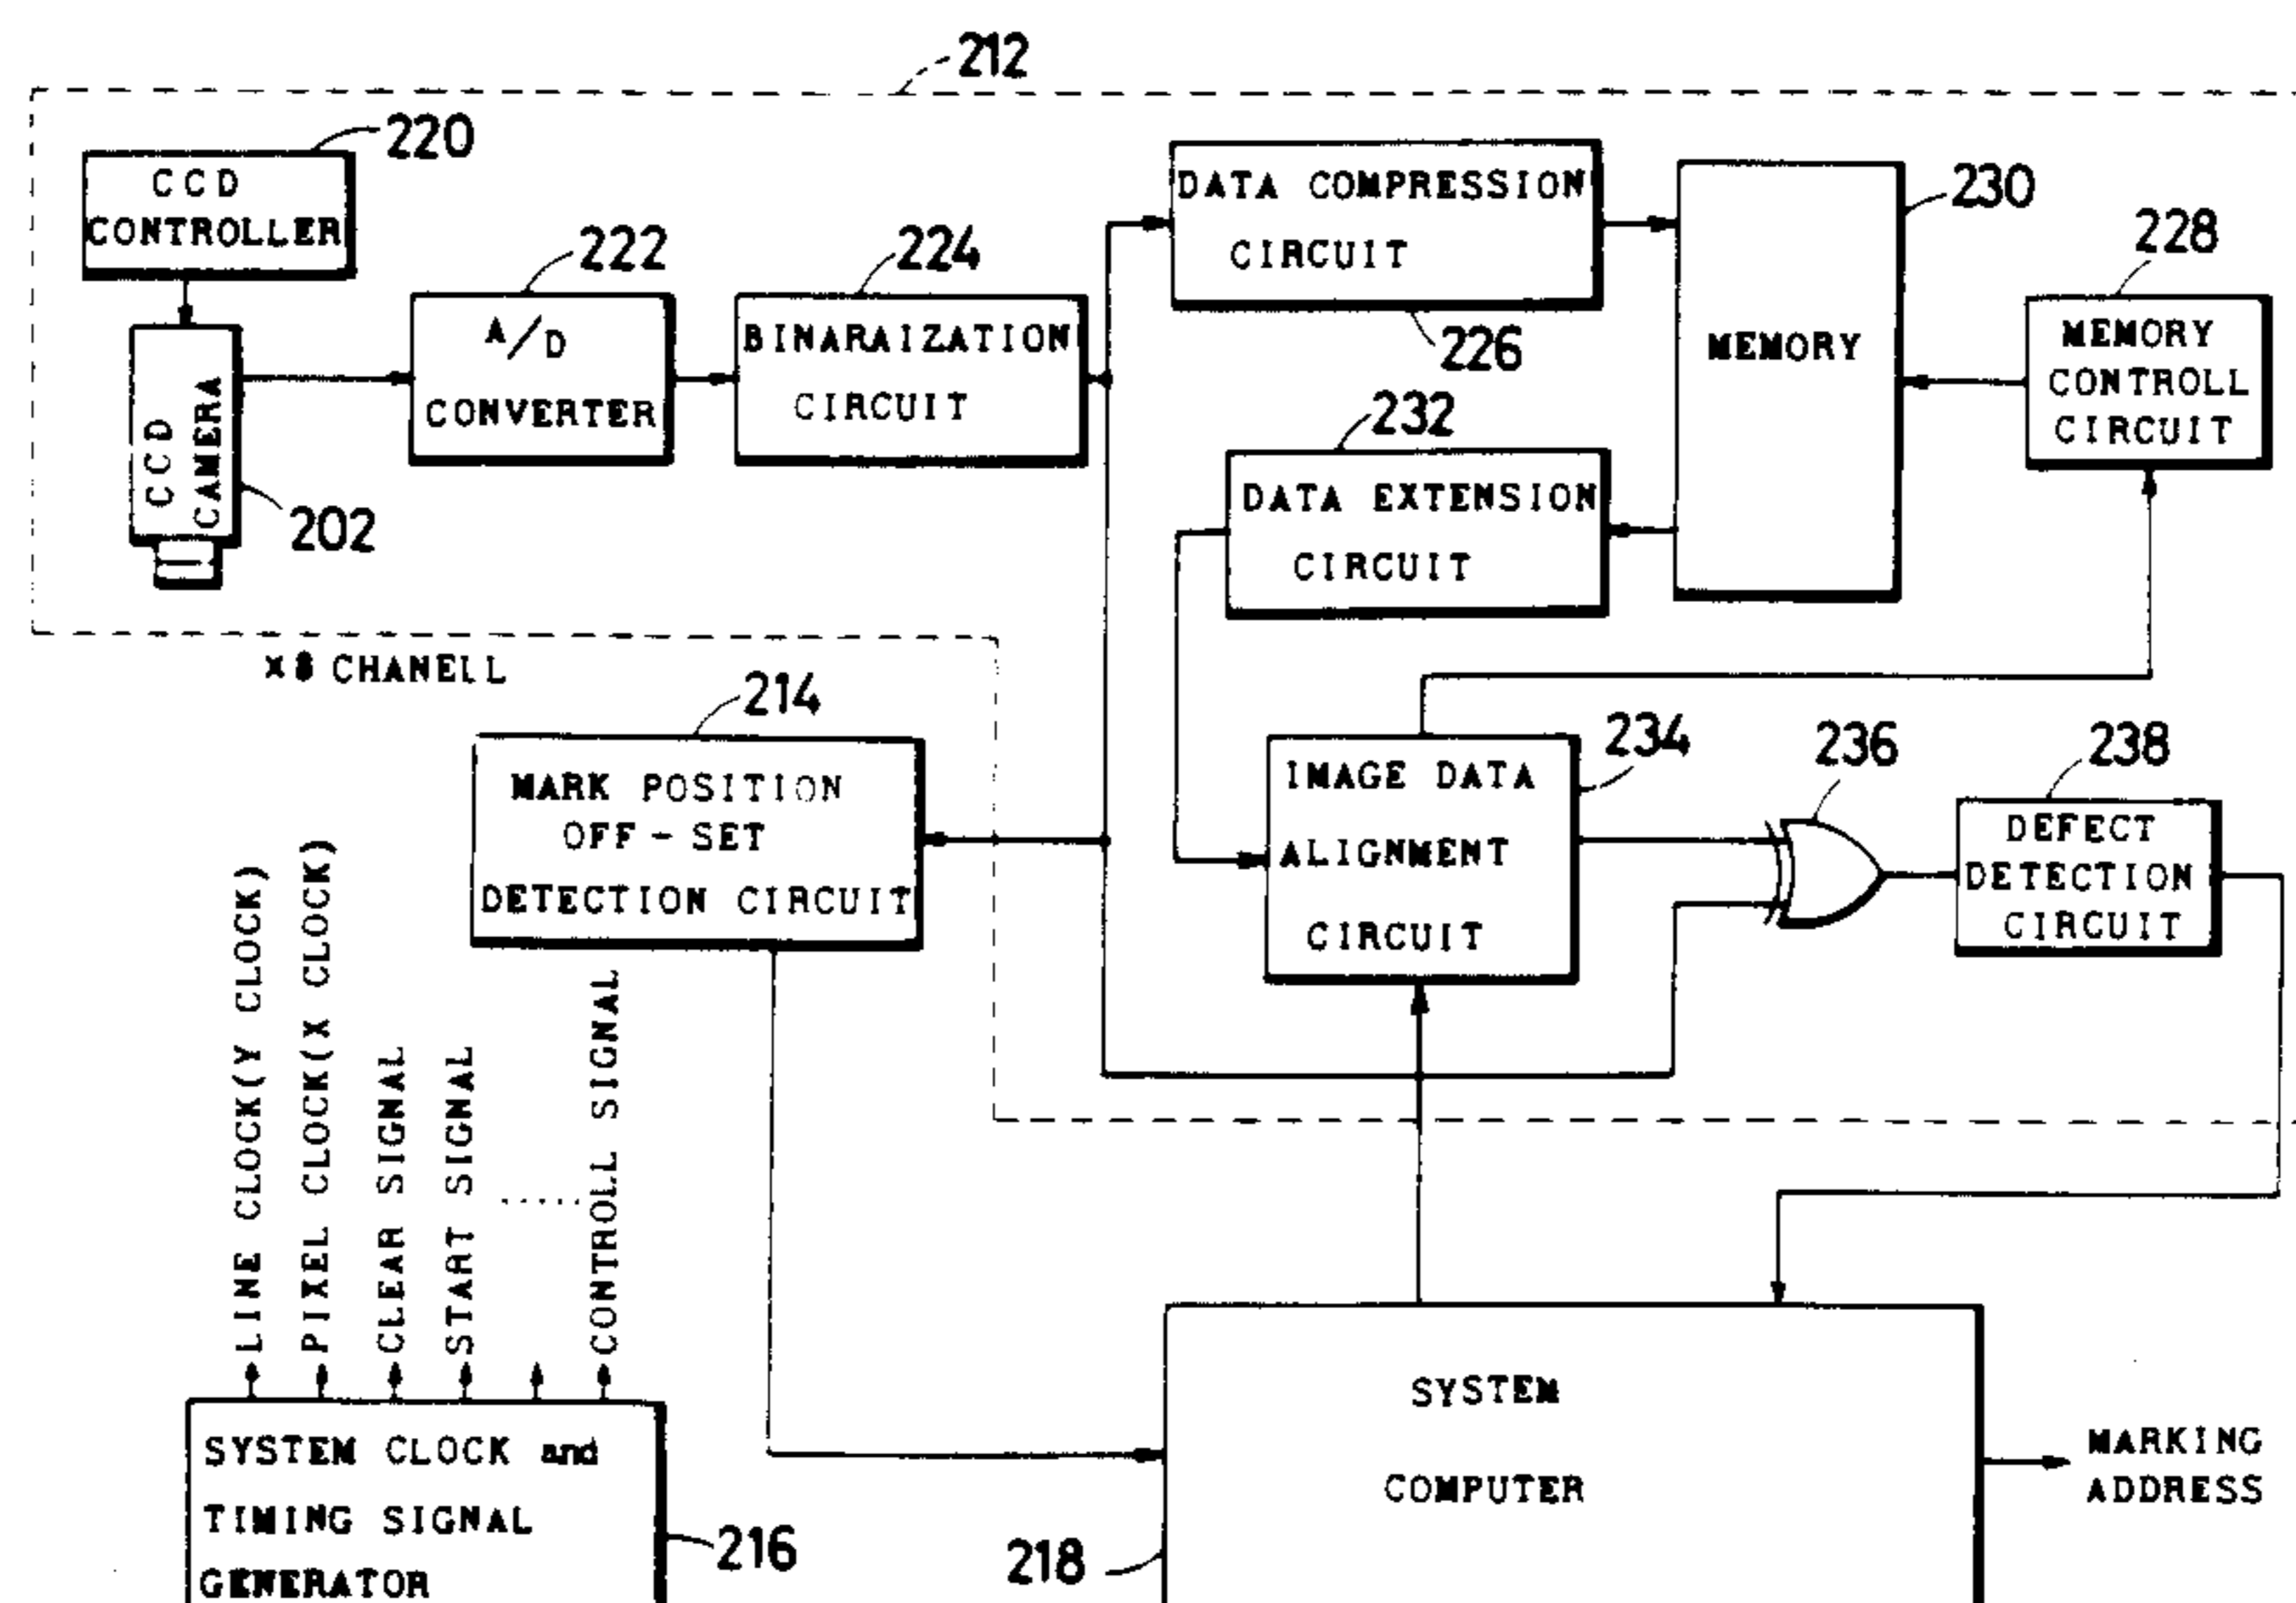 212
220
CCD
CONTROLLER
CCD
CAMERA
202
222
A/D
CONVERTER
224
BINARAIZATION
CIRCUIT
DATA COMPRESSION
CIRCUIT
226
MEMORY
230
228
MEMORY
CONTROLL
CIRCUIT
232
DATA EXTENSION
CIRCUIT
×8 CHANELL
214
MARK POSITION
OFF-SET
DETECTION CIRCUIT
234
IMAGE DATA
ALIGNMENT
CIRCUIT
236
238
DEFECT
DETECTION
CIRCUIT
LINE CLOCK(Y CLOCK)
PIXEL CLOCK(X CLOCK)
CLEAR SIGNAL
START SIGNAL
......
CONTROLL SIGNAL
SYSTEM CLOCK and
TIMING SIGNAL
GENERATOR
216
SYSTEM
COMPUTER
218
MARKING
ADDRESS